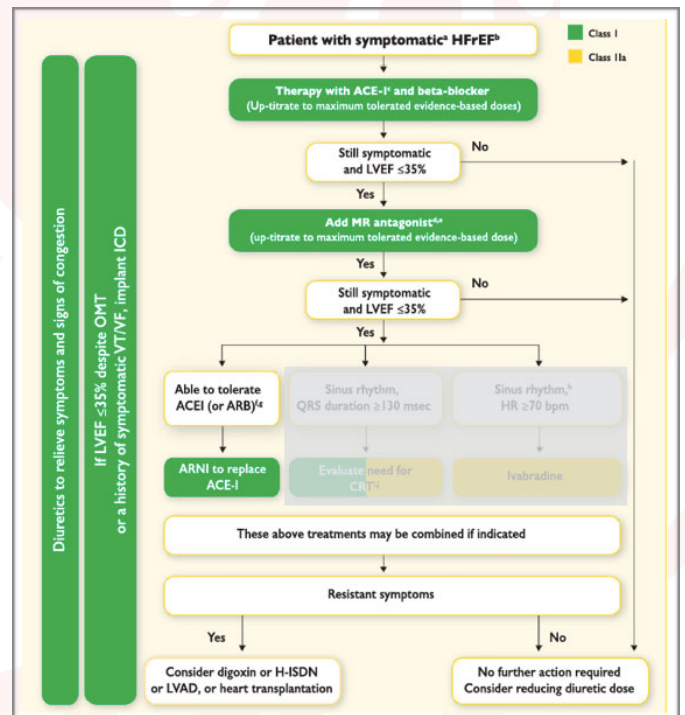 Patient with symptomaticᵃ HFrEFᵇ
Class I
Class IIa
Therapy with ACE-Iᶜ and beta-blocker
(Up-titrate to maximum tolerated evidence-based doses)
Still symptomatic
and LVEF ≤35%
No
Yes
Add MR antagonistᵈ,ᵉ
(up-titrate to maximum tolerated evidence-based dose)
Yes
Still symptomatic
and LVEF ≤35%
No
Yes
Able to tolerate
ACEI (or ARB)ᶠ,ᵍ
Sinus rhythm,
QRS duration ≥130 msec
Sinus rhythm,ʰ
HR ≥70 bpm
ARNI to replace
ACE-I
Evaluate need for
CRTⁱ,ʲ
Ivabradine
These above treatments may be combined if indicated
Resistant symptoms
Yes
No
Consider digoxin or H-ISDN
or LVAD, or heart transplantation
No further action required
Consider reducing diuretic dose
Diuretics to relieve symptoms and signs of congestion
If LVEF ≤35% despite OMT
or a history of symptomatic VT/VF, implant ICD